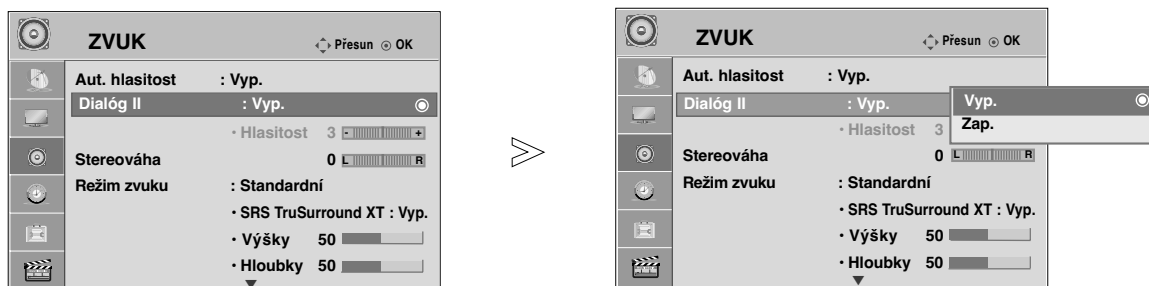 ZVUK
Přesun OK
Aut. hlasitost : Vyp.
Dialóg II : Vyp.
• Hlasitost 3 - +
Stereováha 0 L R
Režim zvuku : Standardní
• SRS TruSurround XT : Vyp.
• Výšky 50
• Hloubky 50
>
ZVUK
Přesun OK
Aut. hlasitost : Vyp.
Dialóg II : Vyp.
Vyp.
Zap.
• Hlasitost 3
Stereováha 0 L R
Režim zvuku : Standardní
• SRS TruSurround XT : Vyp.
• Výšky 50
• Hloubky 50